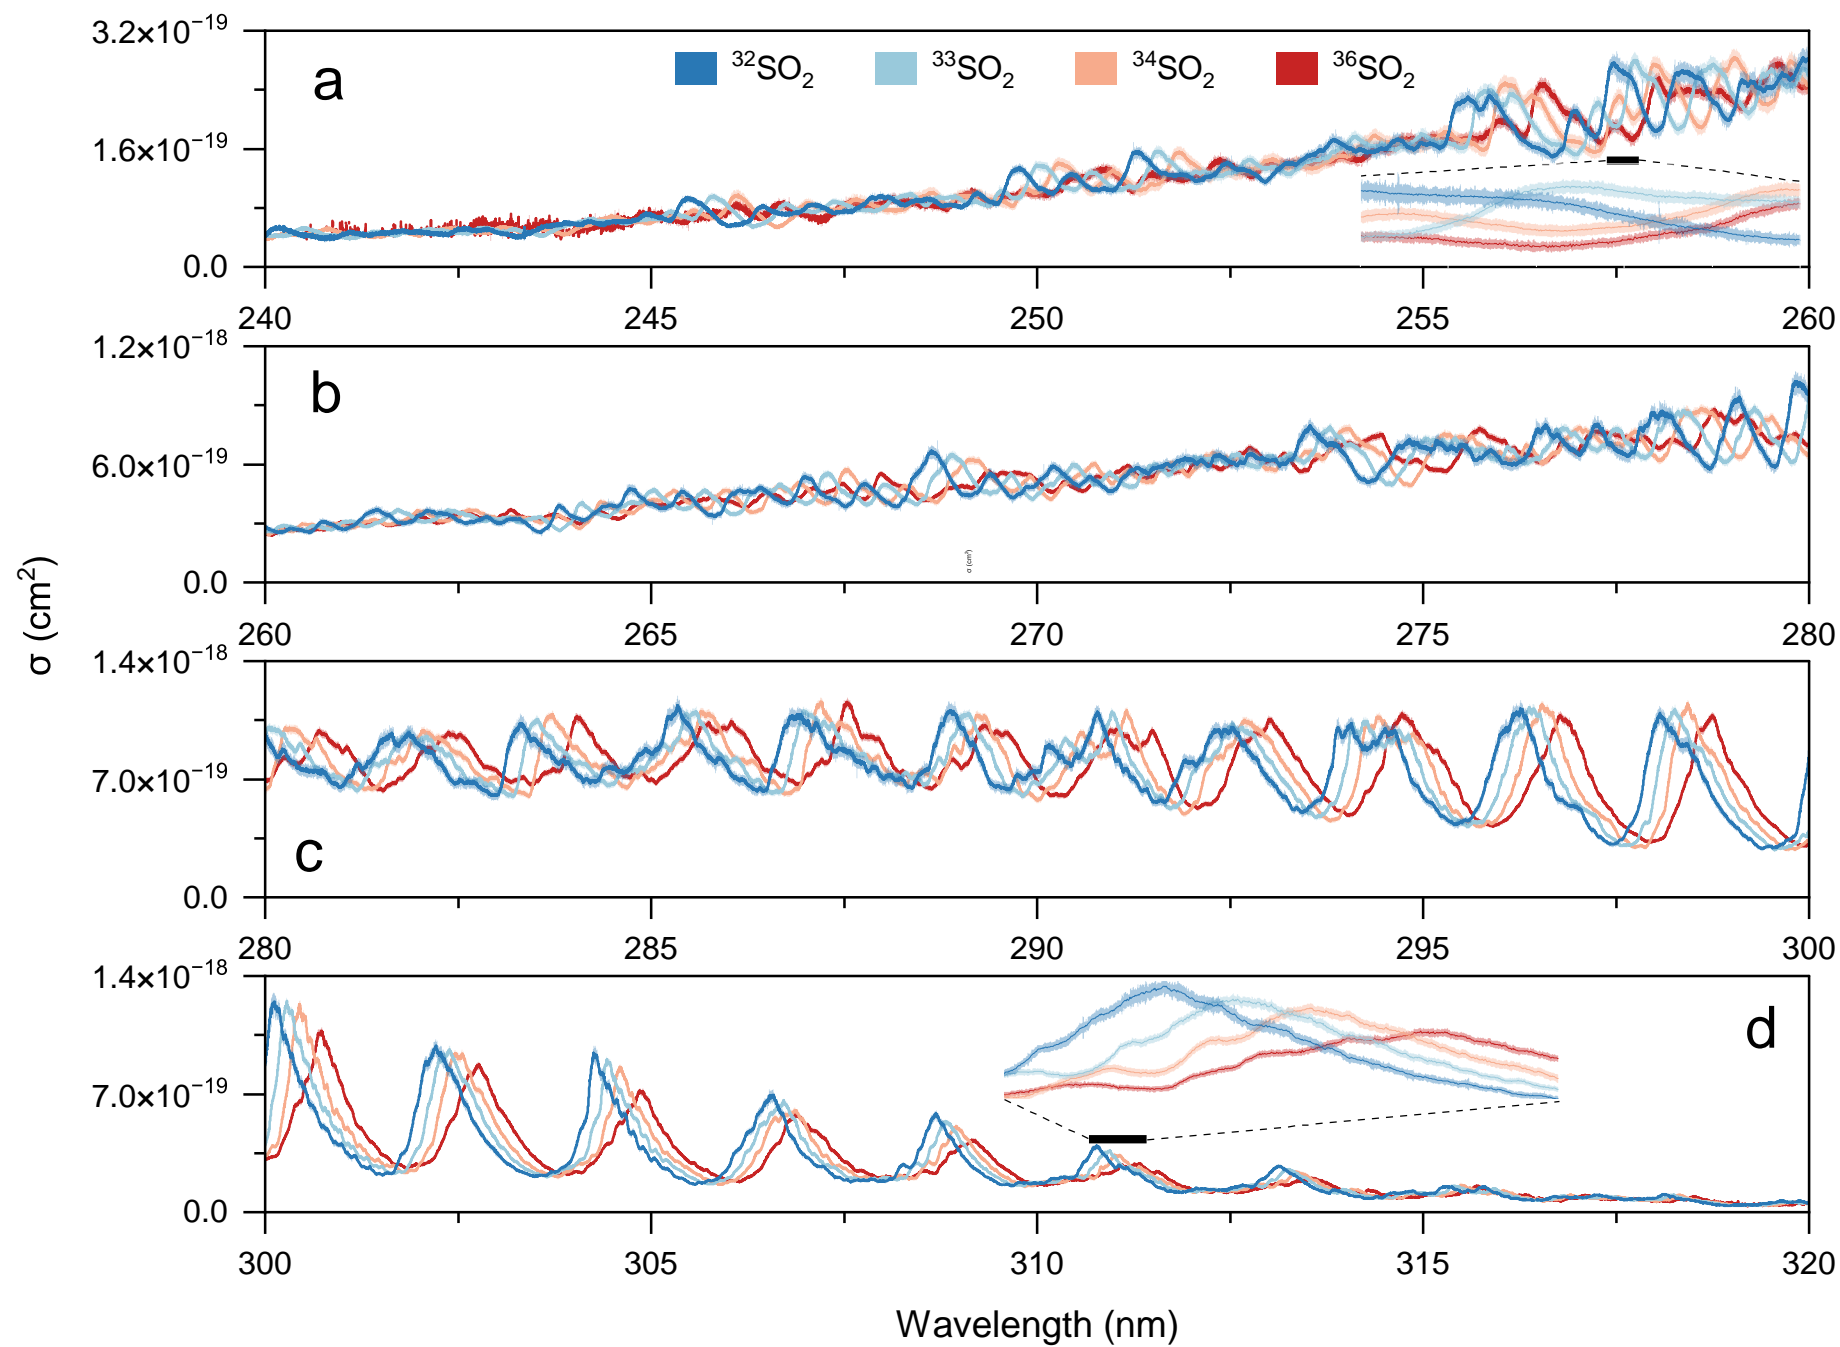 3.2×10⁻¹⁹
a
³²SO₂ ³³SO₂ ³⁴SO₂ ³⁶SO₂
1.6×10⁻¹⁹
0.0
240 245 250 255 260
1.2×10⁻¹⁸
b
6.0×10⁻¹⁹
σ (cm²)
0.0
260 265 270 275 280
σ (cm²)
1.4×10⁻¹⁸
7.0×10⁻¹⁹
c
0.0
280 285 290 295 300
1.4×10⁻¹⁸
d
7.0×10⁻¹⁹
0.0
300 305 310 315 320
Wavelength (nm)